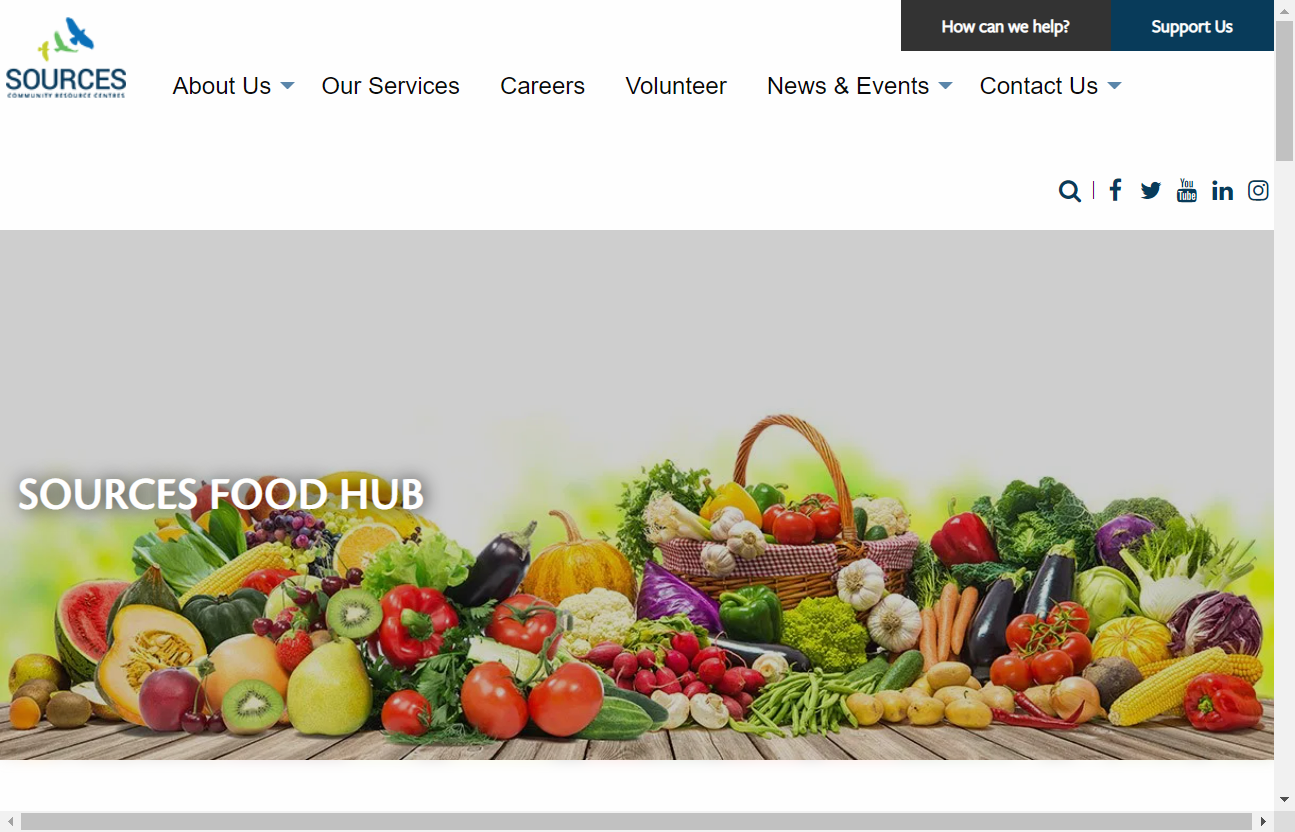 How can we help?
Support Us
SOURCES
COMMUNITY RESOURCE CENTRES
About Us
Our Services
Careers
Volunteer
News & Events
Contact Us
You
Tube
SOURCES FOOD HUB